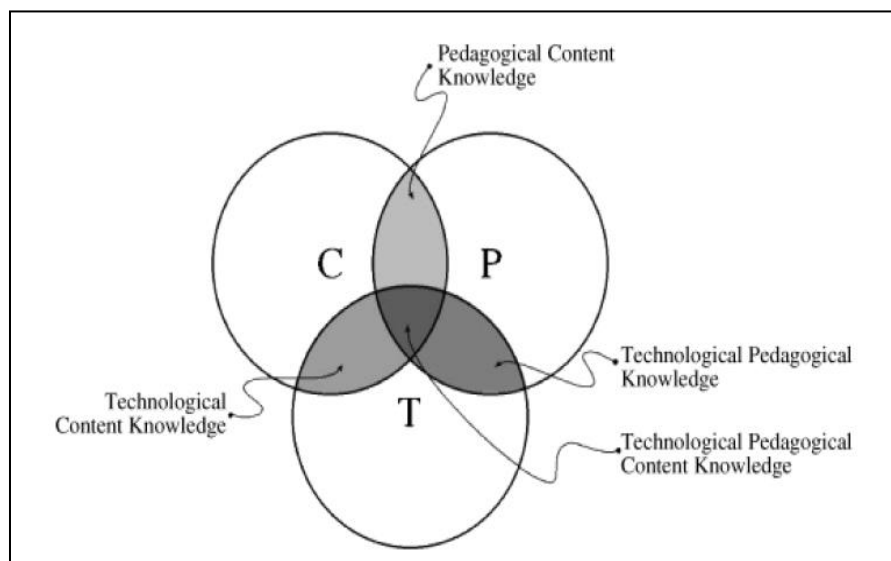 Pedagogical Content
Knowledge
C
P
Technological Pedagogical
Knowledge
Technological
Content Knowledge
T
Technological Pedagogical
Content Knowledge